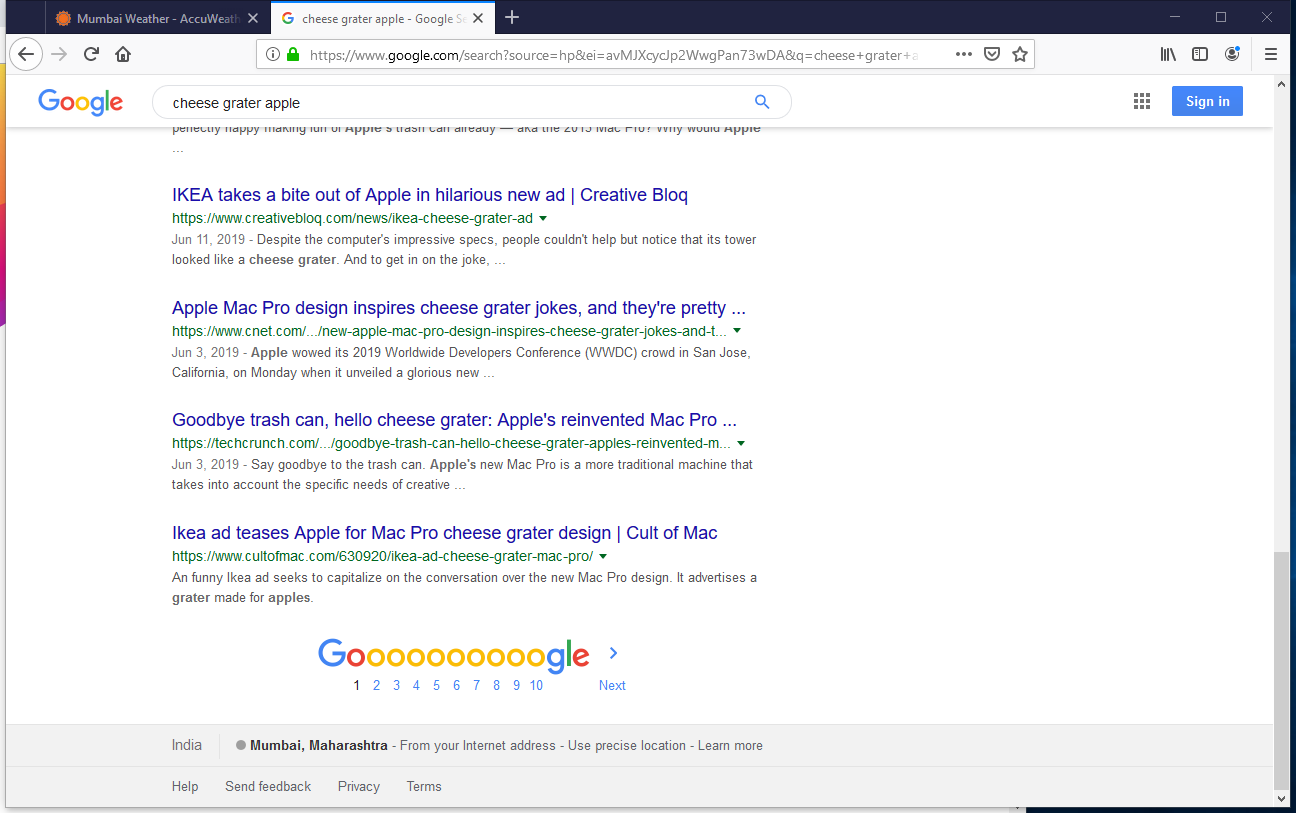 Mumbai Weather - AccuWeath
cheese grater apple - Google Se
https://www.google.com/search?source=hp&ei=avMJXcycJp2WwgPan73wDA&q=cheese+grater+a
Google
cheese grater apple
Sign in
perfectly happy making fun of Apple's trash can already — aka the 2013 Mac Pro? Why would Apple
...
IKEA takes a bite out of Apple in hilarious new ad | Creative Bloq
https://www.creativebloq.com/news/ikea-cheese-grater-ad
Jun 11, 2019 - Despite the computer's impressive specs, people couldn't help but notice that its tower
looked like a cheese grater. And to get in on the joke, ...
Apple Mac Pro design inspires cheese grater jokes, and they're pretty ...
https://www.cnet.com/.../new-apple-mac-pro-design-inspires-cheese-grater-jokes-and-t...
Jun 3, 2019 - Apple wowed its 2019 Worldwide Developers Conference (WWDC) crowd in San Jose,
California, on Monday when it unveiled a glorious new ...
Goodbye trash can, hello cheese grater: Apple's reinvented Mac Pro ...
https://techcrunch.com/.../goodbye-trash-can-hello-cheese-grater-apples-reinvented-m...
Jun 3, 2019 - Say goodbye to the trash can. Apple's new Mac Pro is a more traditional machine that
takes into account the specific needs of creative ...
Ikea ad teases Apple for Mac Pro cheese grater design | Cult of Mac
https://www.cultofmac.com/630920/ikea-ad-cheese-grater-mac-pro/
An funny Ikea ad seeks to capitalize on the conversation over the new Mac Pro design. It advertises a
grater made for apples.
Goooooooooogle
1 2 3 4 5 6 7 8 9 10 Next
India Mumbai, Maharashtra - From your Internet address - Use precise location - Learn more
Help Send feedback Privacy Terms